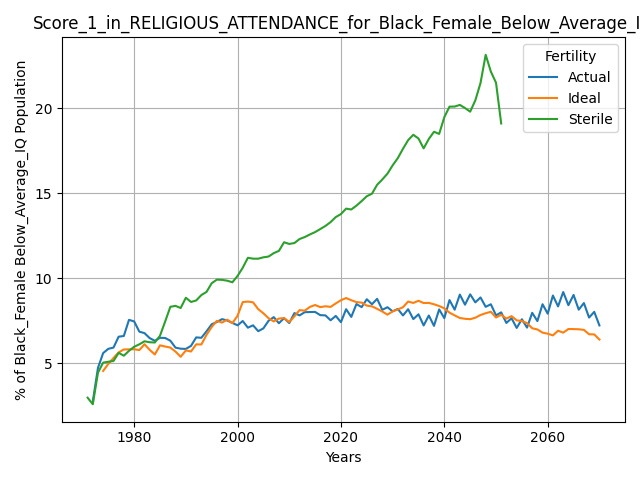 Score_1_in_RELIGIOUS_ATTENDANCE_for_Black_Female_Below_Average_I
Fertility
Actual
Ideal
Sterile
% of Black_Female Below_Average_IQ Population
20
15
10
5
1980
2000
2020
2040
2060
Years